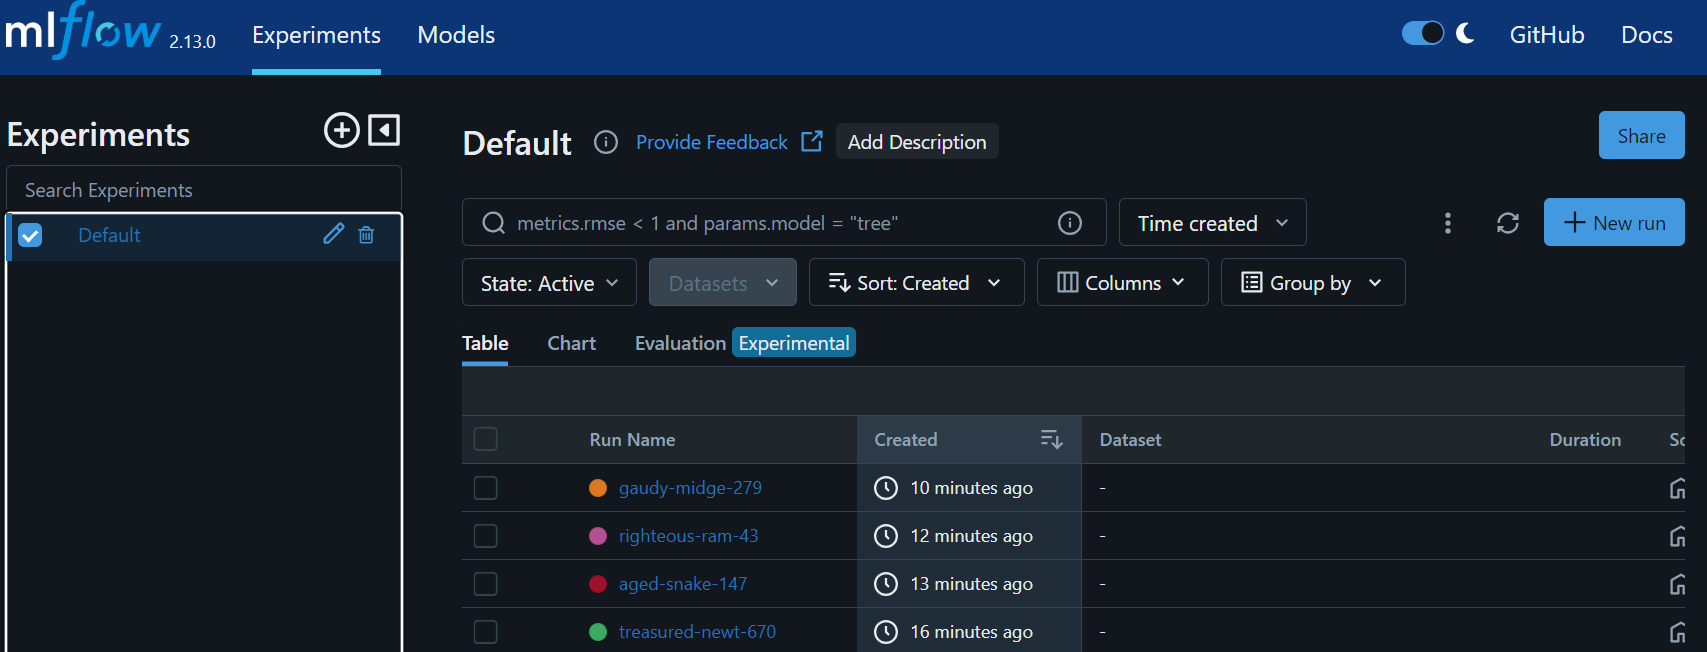 mlflow 2.13.0 Experiments Models GitHub Docs
Experiments
Search Experiments
Default
Default Provide Feedback Add Description Share
metrics.rmse < 1 and params.model = "tree" Time created New run
State: Active Datasets Sort: Created Columns Group by
Table Chart Evaluation Experimental
Run Name Created Dataset Duration
gaudy-midge-279 10 minutes ago -
righteous-ram-43 12 minutes ago -
aged-snake-147 13 minutes ago -
treasured-newt-670 16 minutes ago -